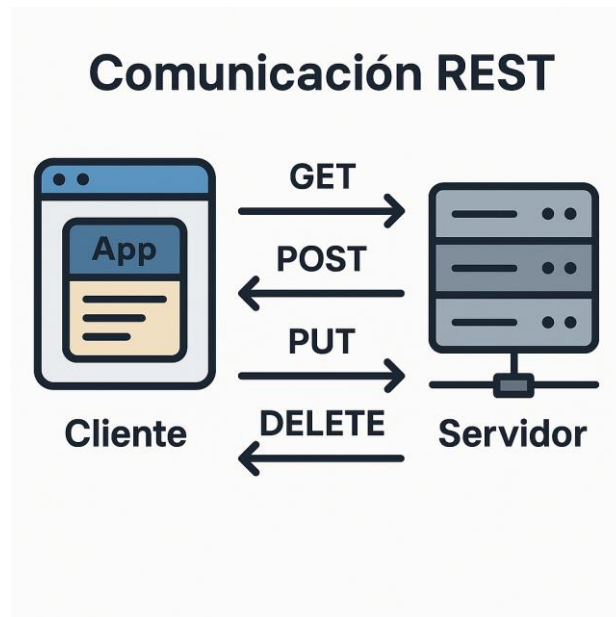 Comunicación REST
GET
App
POST
PUT
DELETE
Cliente
Servidor